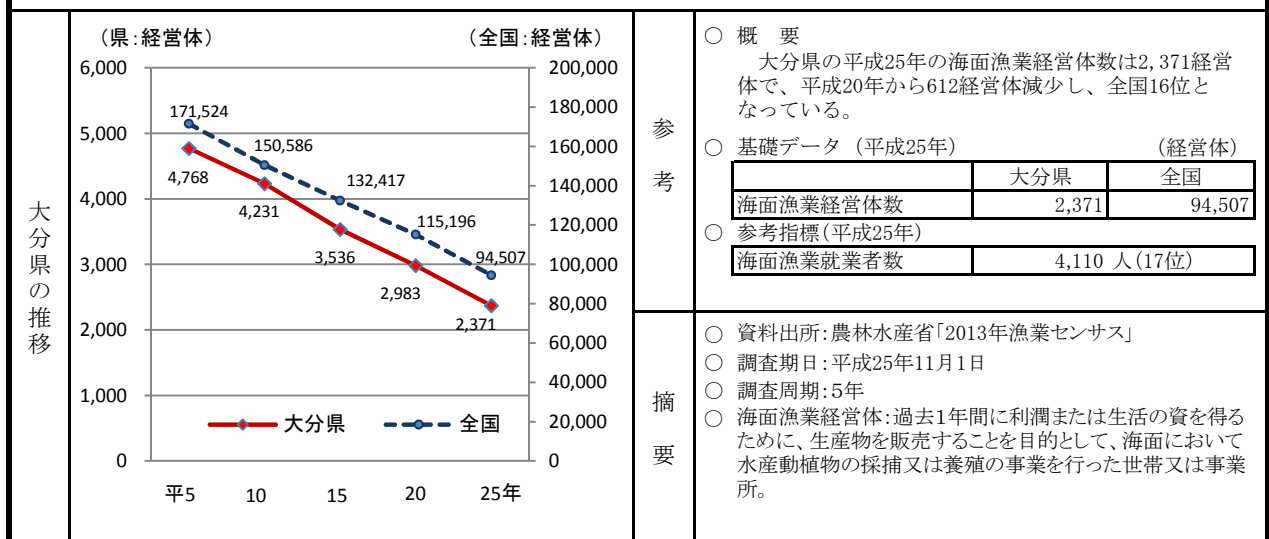 大分県の推移
（県：経営体）
（全国：経営体）
6,000
5,000
4,000
3,000
2,000
1,000
0
200,000
180,000
160,000
140,000
120,000
100,000
80,000
60,000
40,000
20,000
0
171,524
150,586
132,417
115,196
94,507
4,768
4,231
3,536
2,983
2,371
大分県
全国
平5
10
15
20
25年
参考
○ 概　要
大分県の平成25年の海面漁業経営体数は2,371経営
体で、平成20年から612経営体減少し、全国16位と
なっている。
○ 基礎データ （平成25年）
（経営体）
大分県 全国
海面漁業経営体数 2,371 94,507
○ 参考指標（平成25年）
海面漁業就業者数 4,110 人（17位）
摘要
○ 資料出所：農林水産省「2013年漁業センサス」
○ 調査期日：平成25年11月1日
○ 調査周期：5年
○ 海面漁業経営体：過去1年間に利潤または生活の資を得る
ために、生産物を販売することを目的として、海面において
水産動植物の採捕又は養殖の事業を行った世帯又は事業
所。